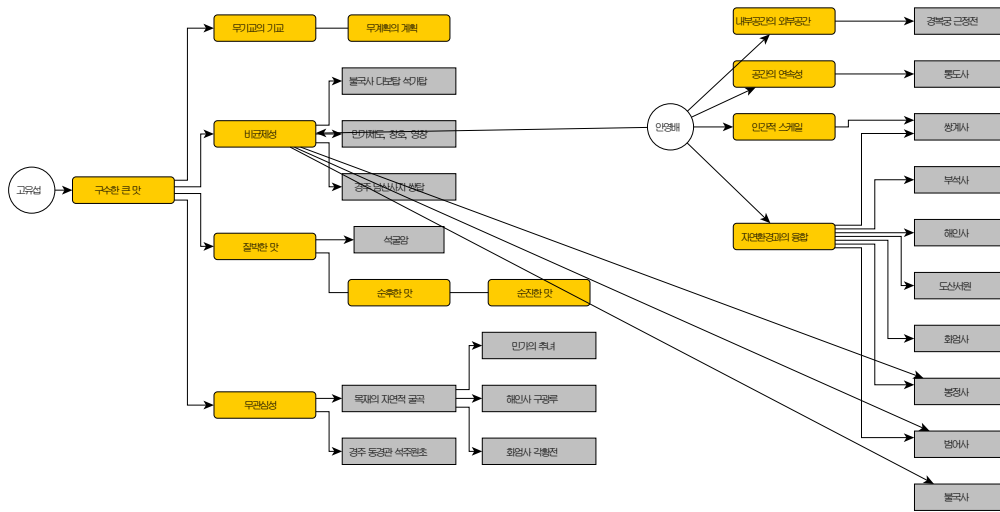 고유섭
구수한 큰 맛
무기교의 기교
무계획의 계획
비균제성
불국사 다보탑 석가탑
민가제도, 창호, 영창
경주 남산사지 쌍탑
질박한 맛
석굴암
순후한 맛
순진한 맛
무관심성
목재의 자연적 굴곡
민가의 추녀
해인사 구광루
화엄사 각황전
경주 동경관 석주원초
안영배
내부공간의 외부공간
경복궁 근정전
공간의 연속성
통도사
인간적 스케일
쌍계사
부석사
자연환경과의 융합
해인사
도산서원
화엄사
봉정사
범어사
불국사